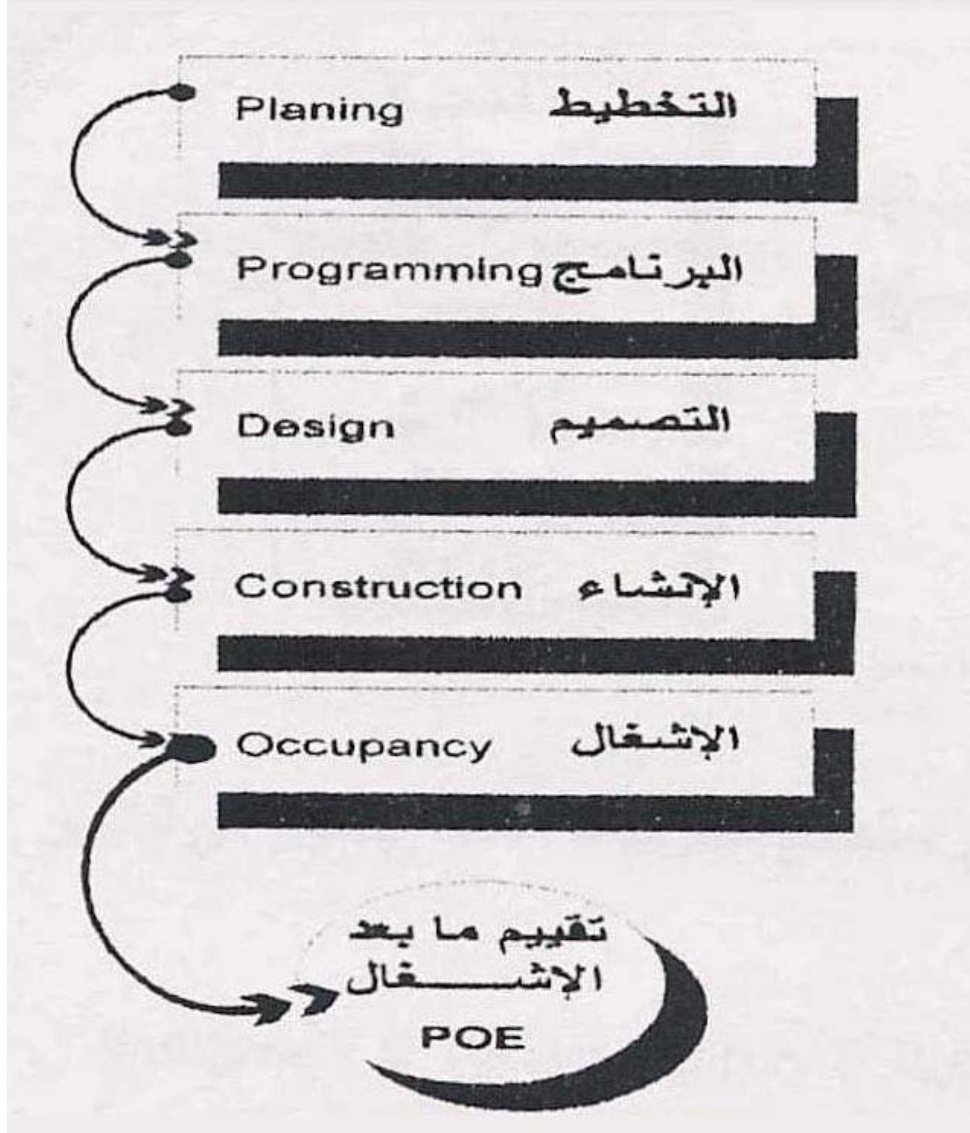 Planing التخطيط
Programming البرنامج
Design التصميم
Construction الإنشاء
Occupancy الإشغال
تقييم ما بعد
الإشغال
POE